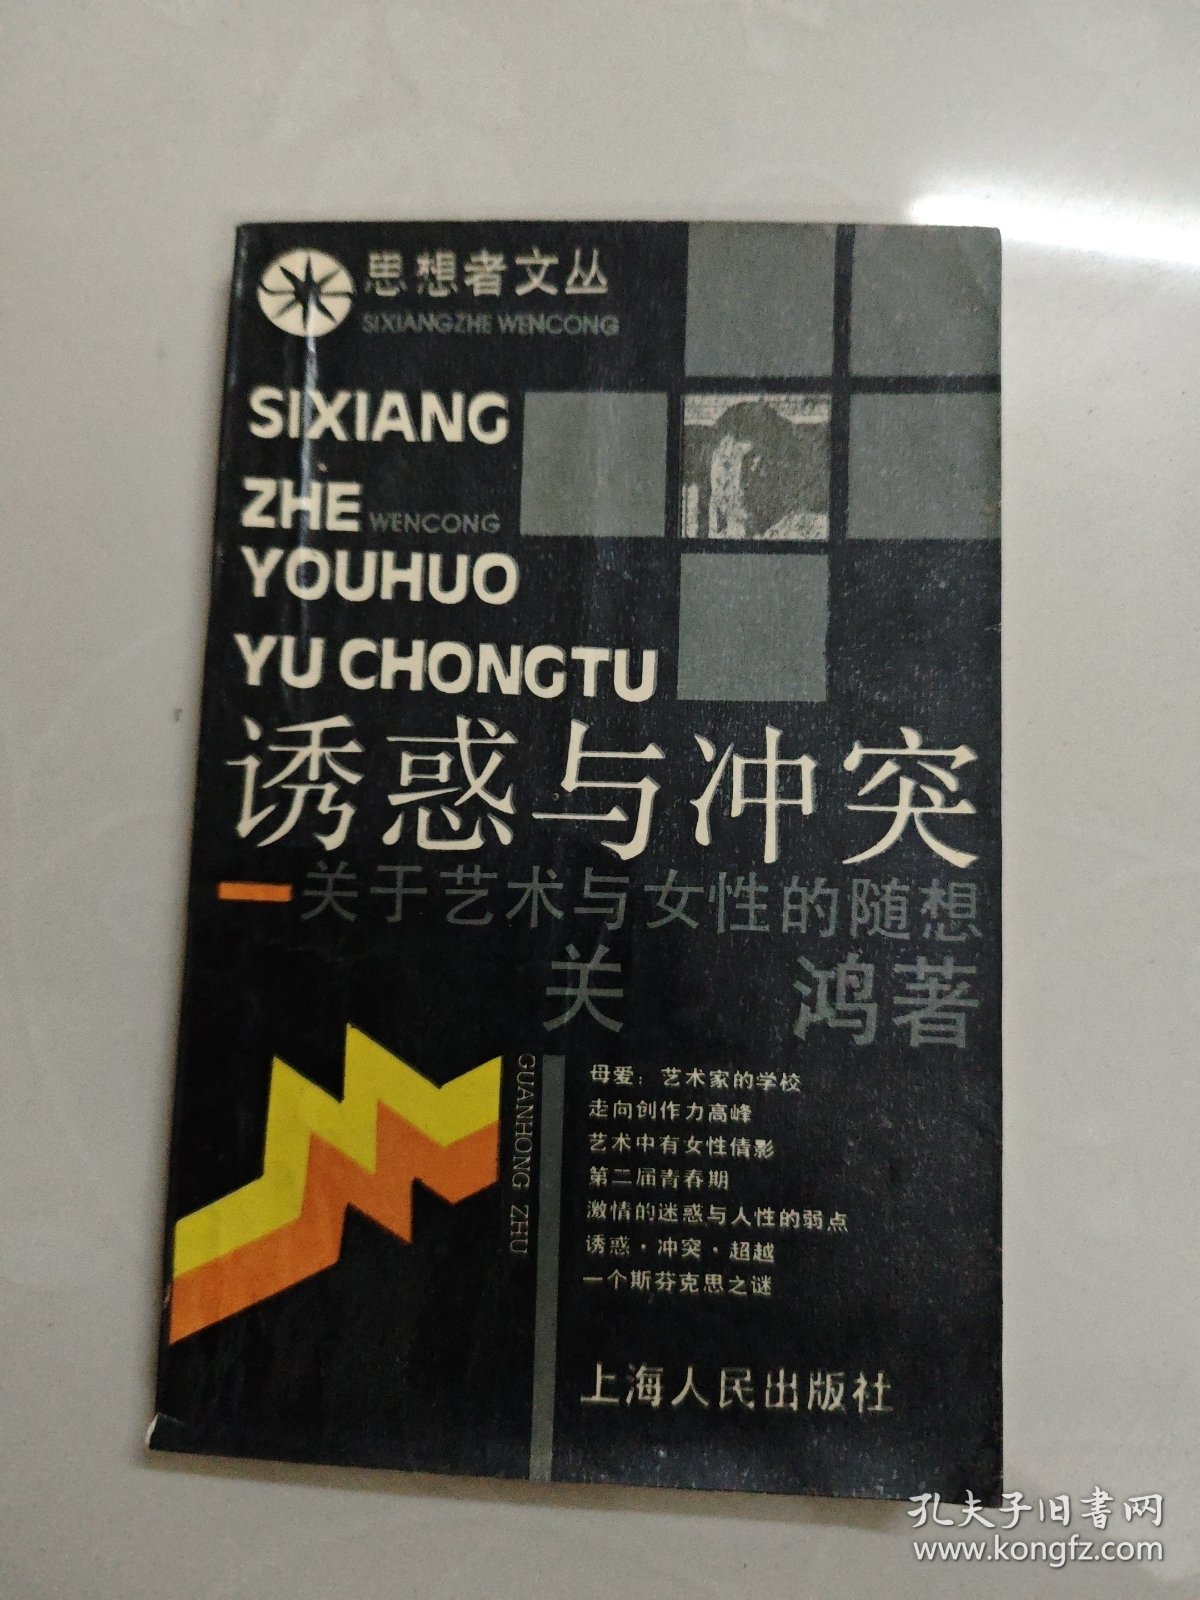 思想者文丛
SIXIANGZHE WENCONG
SIXIANG
ZHE WENCONG
YOUHUO
YU CHONGTU
诱惑与冲突
—关于艺术与女性的随想
关 鸿著
GUANHONG ZHU
母爱：艺术家的学校
走向创作力高峰
艺术中有女性倩影
第二届青春期
激情的迷惑与人性的弱点
诱惑·冲突·超越
一个斯芬克思之谜
上海人民出版社
孔夫子旧书网
www.kongfz.com